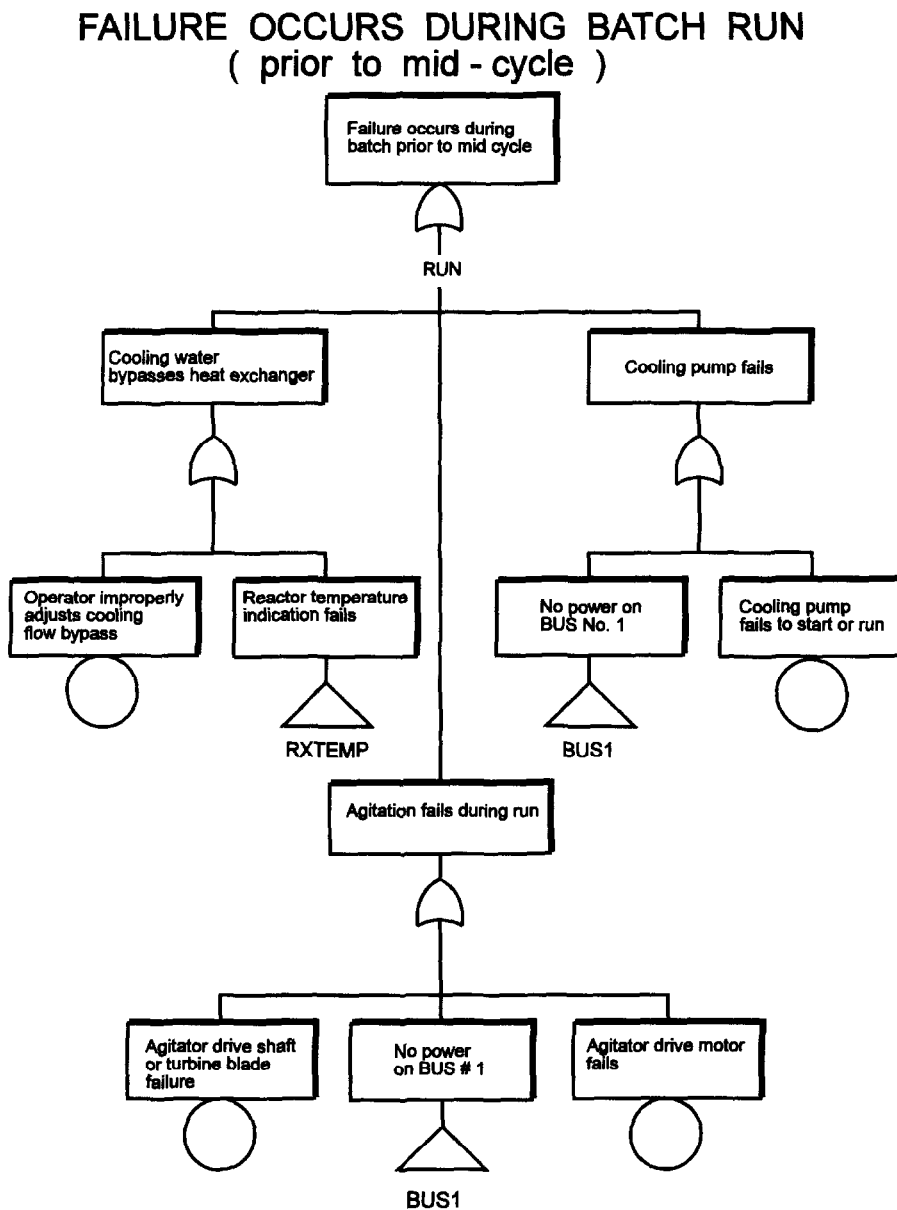 FAILURE OCCURS DURING BATCH RUN
( prior to mid - cycle )
Failure occurs during
batch prior to mid cycle
RUN
Cooling water
bypasses heat exchanger
Cooling pump fails
Operator improperly
adjusts cooling
flow bypass
Reactor temperature
indication fails
No power on
BUS No. 1
Cooling pump
fails to start or run
RXTEMP
BUS1
Agitation fails during run
Agitator drive shaft
or turbine blade
failure
No power
on BUS # 1
Agitator drive motor
fails
BUS1